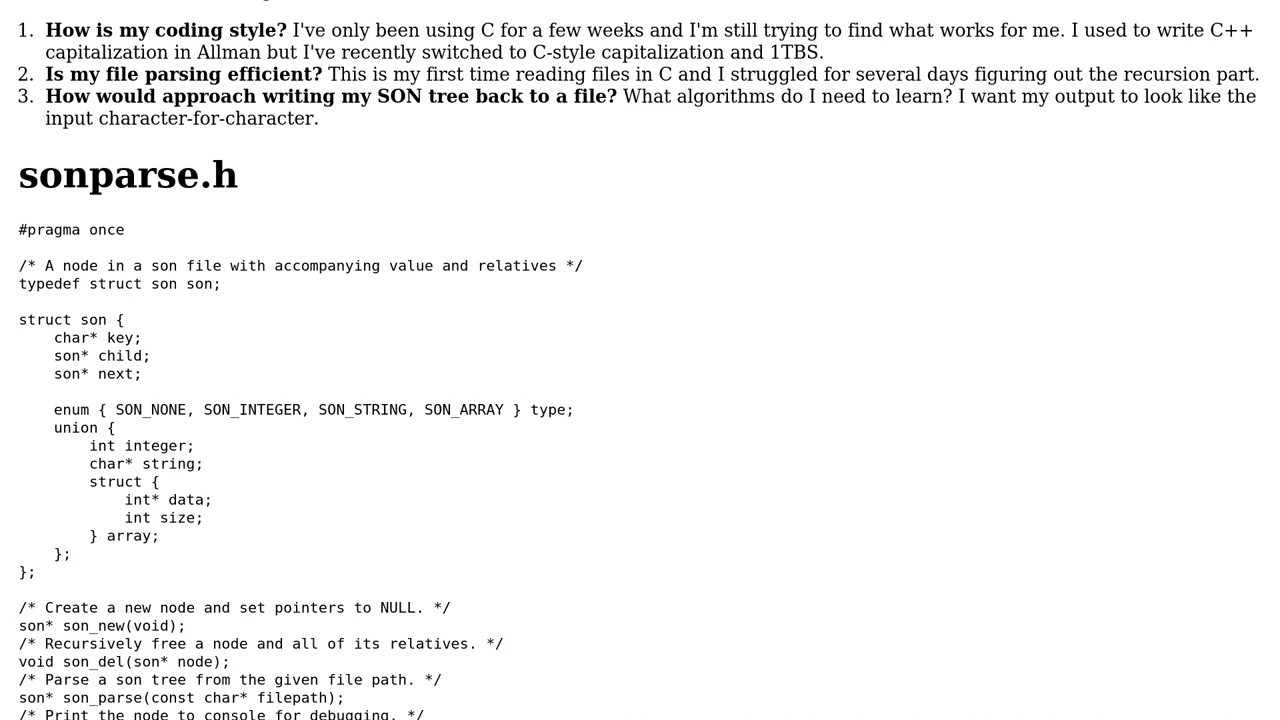 1. How is my coding style? I've only been using C for a few weeks and I'm still trying to find what works for me. I used to write C++
capitalization in Allman but I've recently switched to C-style capitalization and 1TBS.
2. Is my file parsing efficient? This is my first time reading files in C and I struggled for several days figuring out the recursion part.
3. How would approach writing my SON tree back to a file? What algorithms do I need to learn? I want my output to look like the
input character-for-character.
sonparse.h
#pragma once
/* A node in a son file with accompanying value and relatives */
typedef struct son son;
struct son {
    char* key;
    son* child;
    son* next;
    enum { SON_NONE, SON_INTEGER, SON_STRING, SON_ARRAY } type;
    union {
        int integer;
        char* string;
        struct {
            int* data;
            int size;
        } array;
    };
};
/* Create a new node and set pointers to NULL. */
son* son_new(void);
/* Recursively free a node and all of its relatives. */
void son_del(son* node);
/* Parse a son tree from the given file path. */
son* son_parse(const char* filepath);
/* Print the node to console for debugging. */